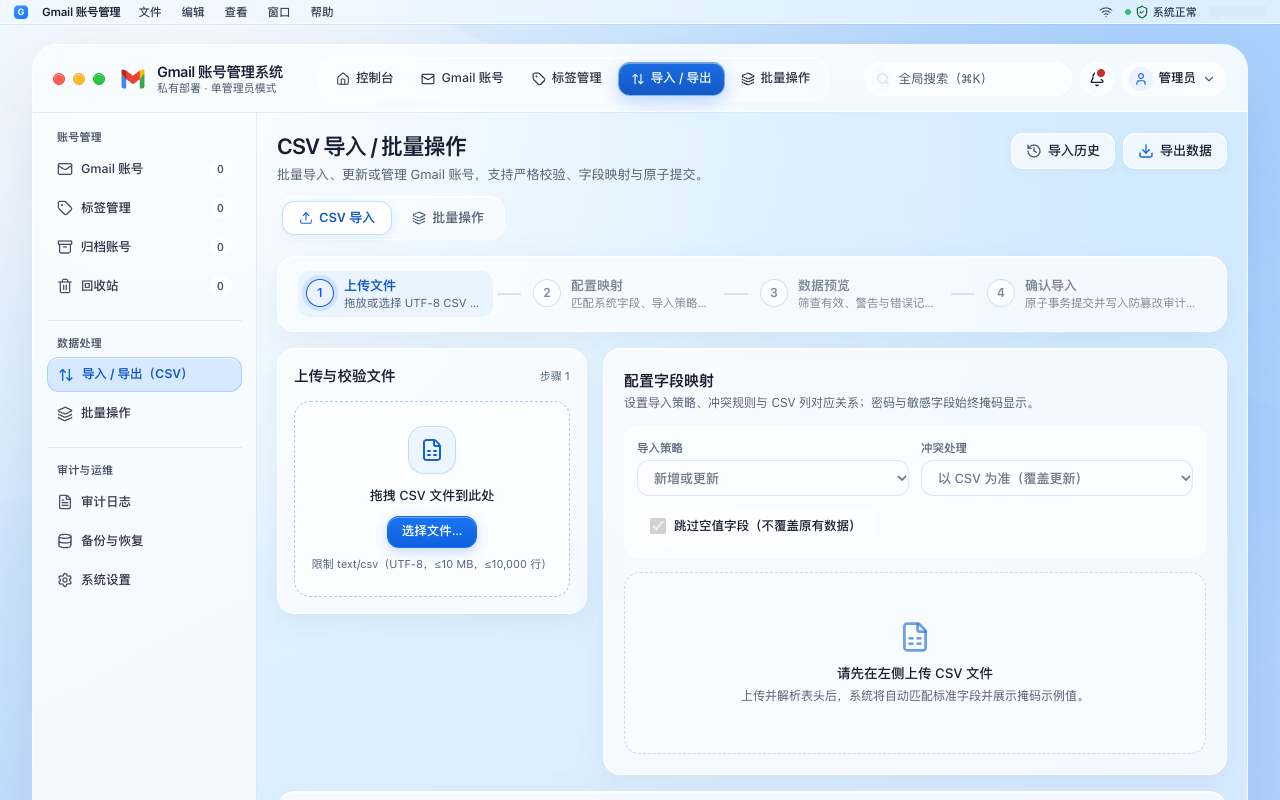 G Gmail 账号管理 文件 编辑 查看 窗口 帮助 系统正常
Gmail 账号管理系统
私有部署 · 单管理员模式
控制台 Gmail 账号 标签管理 导入 / 导出 批量操作 全局搜索（⌘K） 管理员
账号管理
Gmail 账号 0
标签管理 0
归档账号 0
回收站 0
数据处理
导入 / 导出（CSV）
批量操作
审计与运维
审计日志
备份与恢复
系统设置
CSV 导入 / 批量操作
批量导入、更新或管理 Gmail 账号，支持严格校验、字段映射与原子提交。
导入历史 导出数据
CSV 导入 批量操作
1 上传文件
拖放或选择 UTF-8 CSV ...
2 配置映射
匹配系统字段、导入策略...
3 数据预览
筛查有效、警告与错误记...
4 确认导入
原子事务提交并写入防篡改审计...
上传与校验文件 步骤 1
拖拽 CSV 文件到此处
选择文件...
限制 text/csv（UTF-8，≤10 MB，≤10,000 行）
配置字段映射
设置导入策略、冲突规则与 CSV 列对应关系；密码与敏感字段始终掩码显示。
导入策略 冲突处理
新增或更新 以 CSV 为准（覆盖更新）
跳过空值字段（不覆盖原有数据）
请先在左侧上传 CSV 文件
上传并解析表头后，系统将自动匹配标准字段并展示掩码示例值。